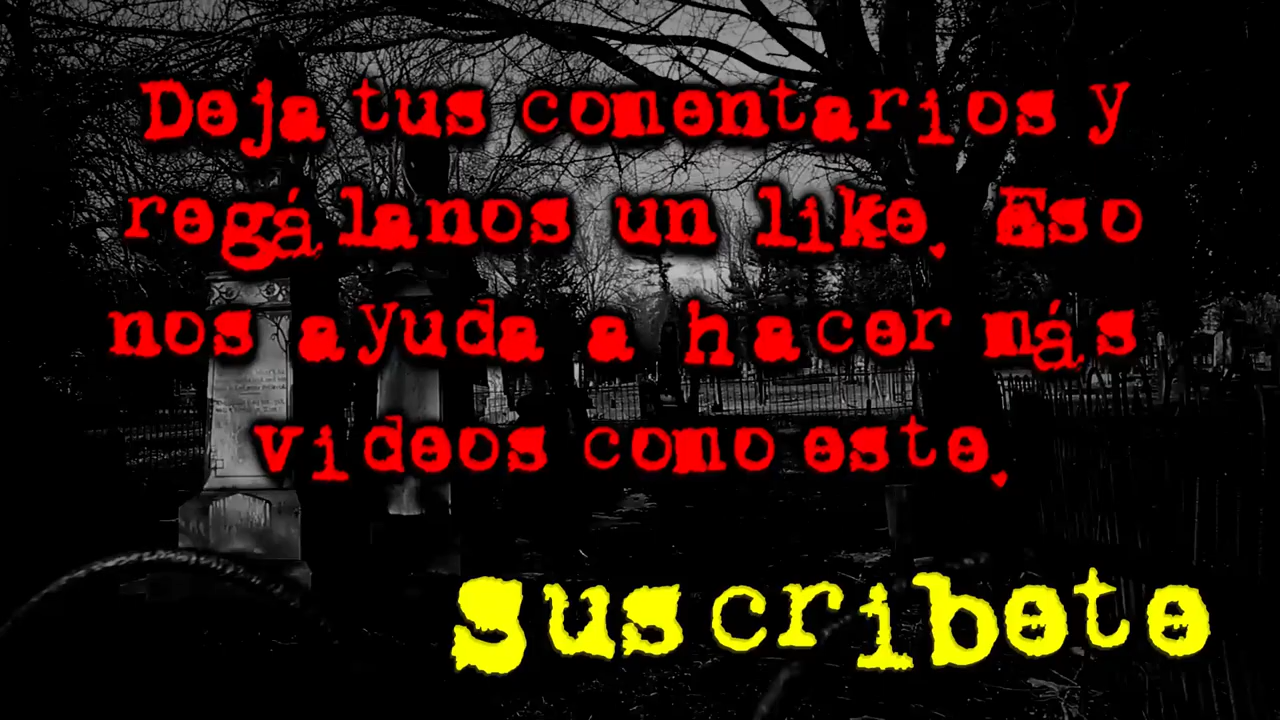 Deja tus comentarios y
regálanos un like. Eso
nos ayuda a hacer más
videos como este.
Suscribete